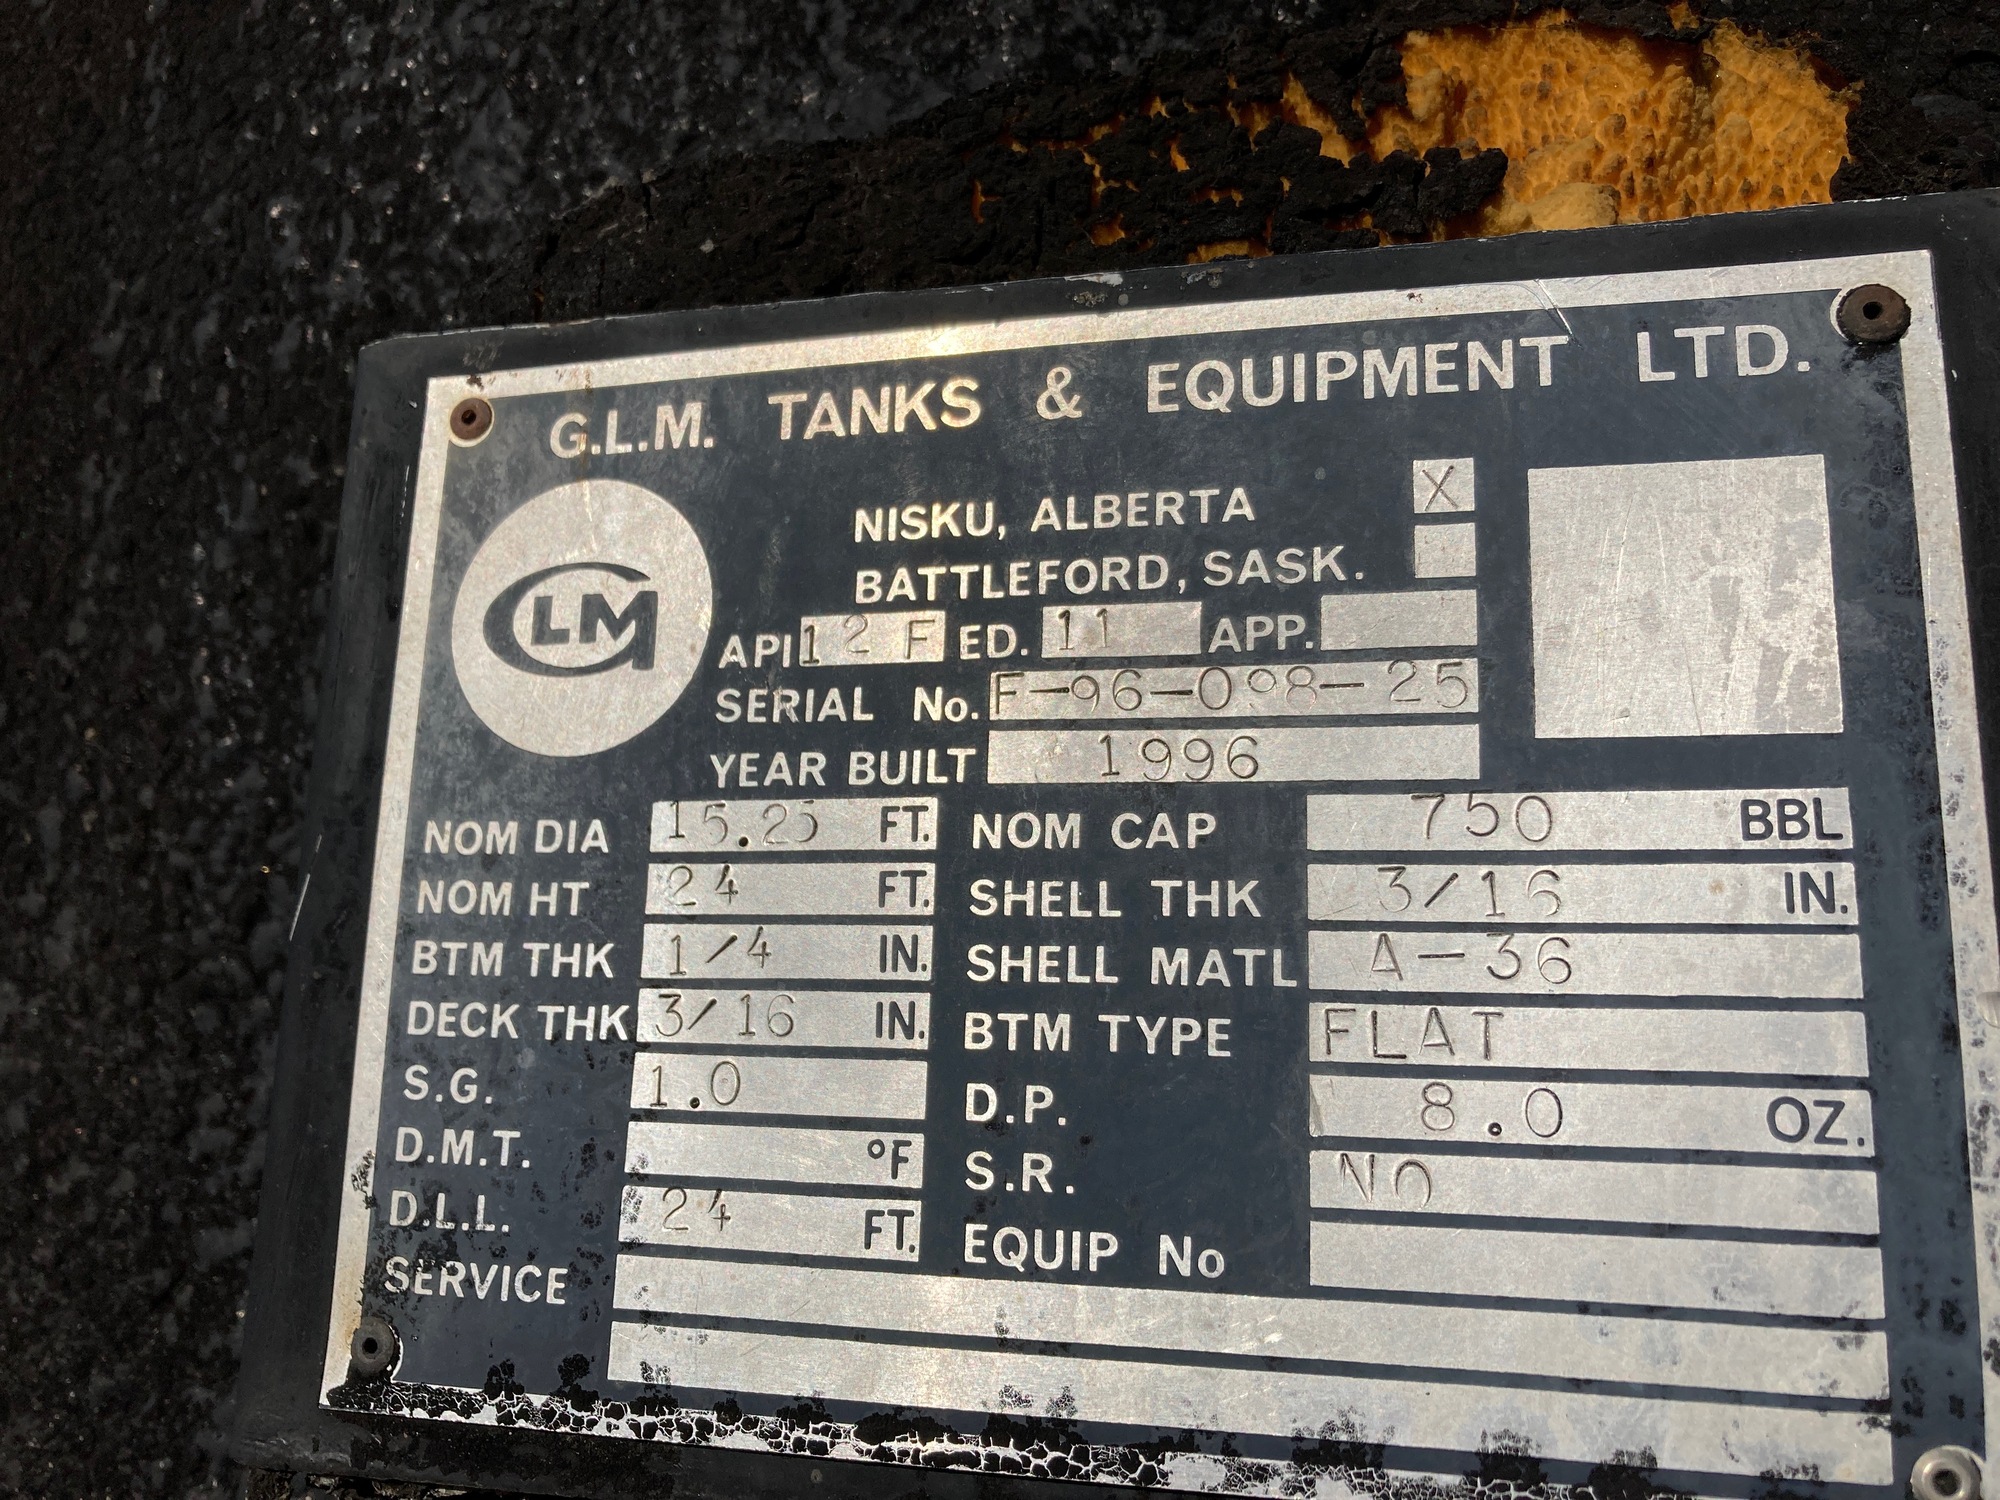 G.L.M. TANKS & EQUIPMENT LTD.
GLM
NISKU, ALBERTA X
BATTLEFORD, SASK.
API 12 F ED. 11 APP.
SERIAL No. F-96-098-25
YEAR BUILT 1996
NOM DIA 15.25 FT. NOM CAP 750 BBL
NOM HT 24 FT. SHELL THK 3/16 IN.
BTM THK 1/4 IN. SHELL MATL A-36
DECK THK 3/16 IN. BTM TYPE FLAT
S.G. 1.0 D.P. 8.0 OZ.
D.M.T. °F S.R. NO
D.L.L. 24 FT. EQUIP No
SERVICE